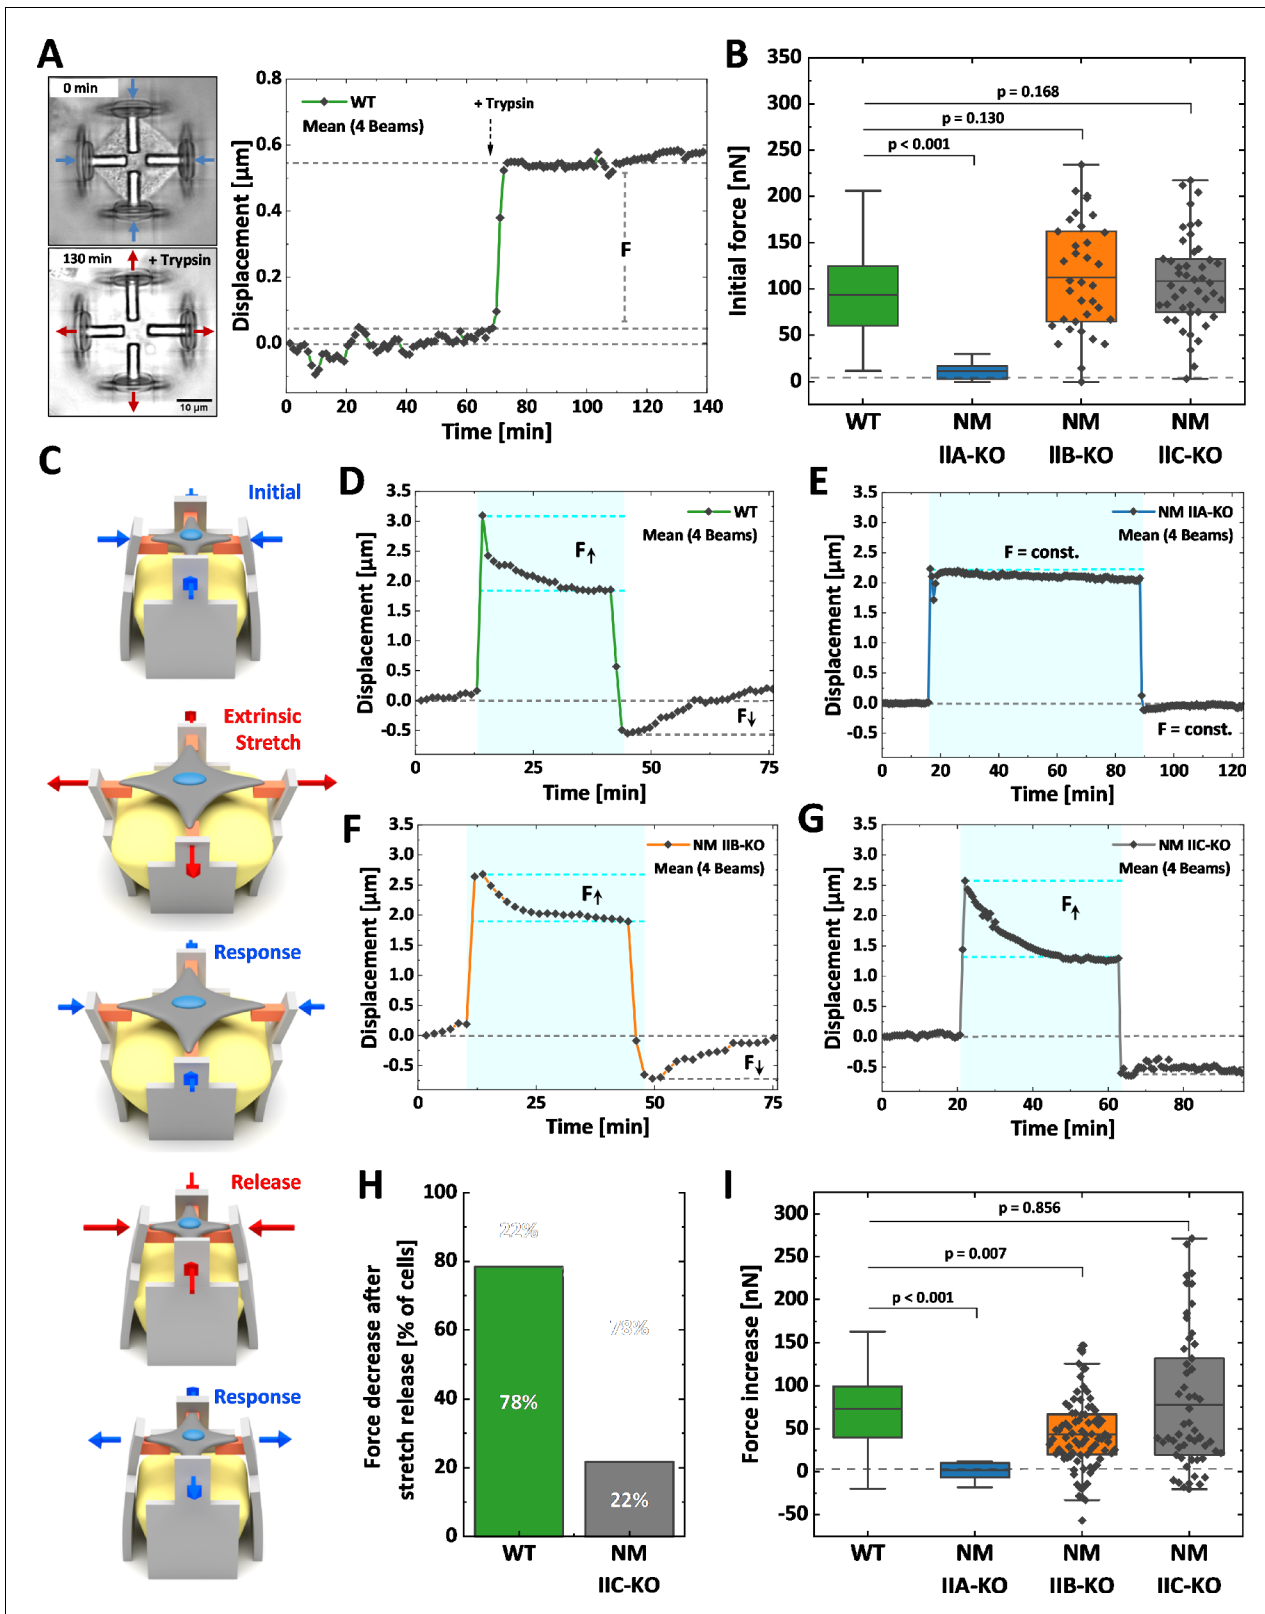 A
0 min
130 min
+ Trypsin
10 µm
Displacement [µm]
0.8
0.6
0.4
0.2
0.0
WT
Mean (4 Beams)
+ Trypsin
F
0 20 40 60 80 100 120 140
Time [min]
B
Initial force [nN]
350
300
250
200
150
100
50
0
p = 0.168
p = 0.130
p < 0.001
WT NM NM NM
IIA-KO IIB-KO IIC-KO
C
Initial
Extrinsic
Stretch
Response
Release
Response
D
Displacement [µm]
3.5
3.0
2.5
2.0
1.5
1.0
0.5
0.0
-0.5
WT
Mean (4 Beams)
F↑
F↓
0 25 50 75
Time [min]
E
Displacement [µm]
3.5
3.0
2.5
2.0
1.5
1.0
0.5
0.0
-0.5
NM IIA-KO
Mean (4 Beams)
F = const.
F = const.
0 20 40 60 80 100 120
Time [min]
F
Displacement [µm]
3.5
3.0
2.5
2.0
1.5
1.0
0.5
0.0
-0.5
NM IIB-KO
Mean (4 Beams)
F↑
F↓
0 25 50 75
Time [min]
G
Displacement [µm]
3.5
3.0
2.5
2.0
1.5
1.0
0.5
0.0
-0.5
NM IIC-KO
Mean (4 Beams)
F↑
0 20 40 60 80
Time [min]
H
Force decrease after
stretch release [% of cells]
100
80
60
40
20
0
22%
78%
78%
22%
WT NM
IIC-KO
I
Force increase [nN]
300
250
200
150
100
50
0
-50
p = 0.856
p = 0.007
p < 0.001
WT NM NM NM
IIA-KO IIB-KO IIC-KO